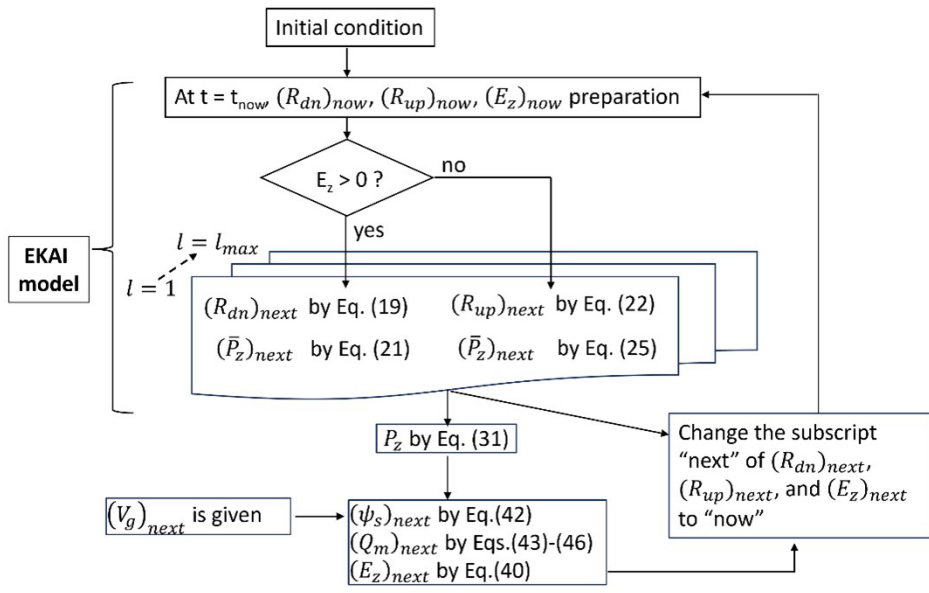 Initial condition
At t = t_now, (R_dn)_now, (R_up)_now, (E_z)_now preparation
E_z > 0 ?
no
yes
EKAI
model
l = l_max
l = 1
(R_dn)_next by Eq. (19)
(R_up)_next by Eq. (22)
(P̄_z)_next by Eq. (21)
(P̄_z)_next by Eq. (25)
P_z by Eq. (31)
Change the subscript
“next” of (R_dn)_next,
(R_up)_next, and (E_z)_next
to “now”
(V_g)_next is given
(ψ_s)_next by Eq.(42)
(Q_m)_next by Eqs.(43)-(46)
(E_z)_next by Eq.(40)